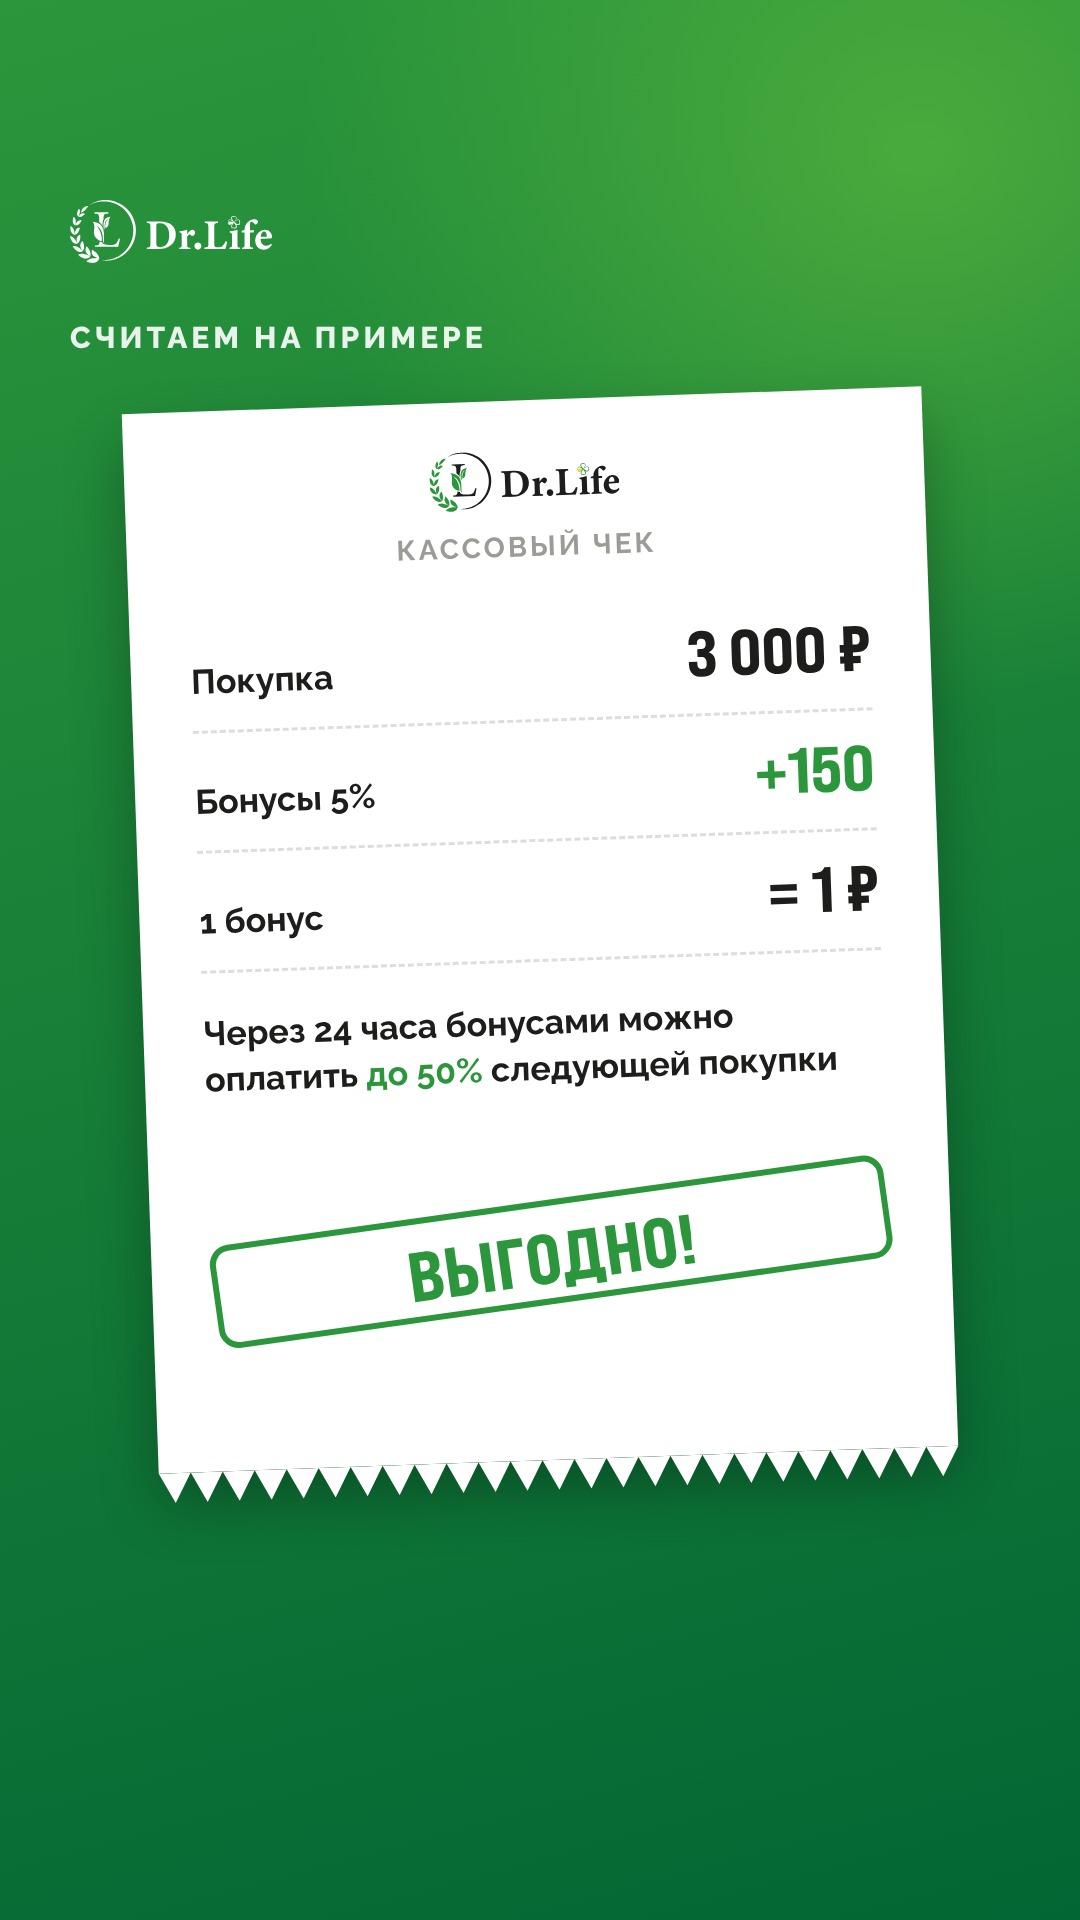 Dr.Life
СЧИТАЕМ НА ПРИМЕРЕ
Dr.Life
КАССОВЫЙ ЧЕК
Покупка 3 000 ₽
Бонусы 5% +150
1 бонус = 1 ₽
Через 24 часа бонусами можно
оплатить до 50% следующей покупки
ВЫГОДНО!